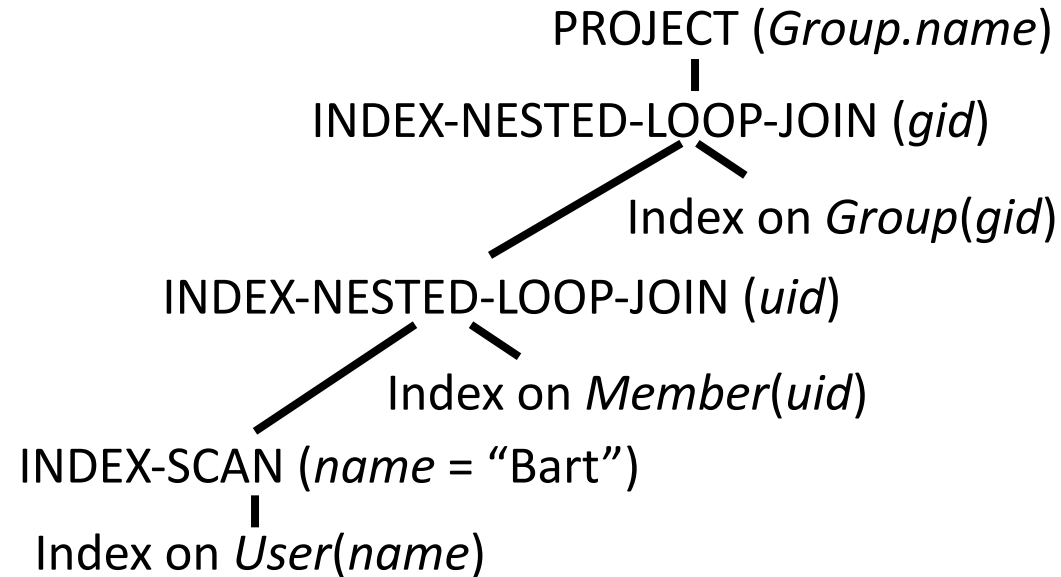 PROJECT (Group.name)
INDEX-NESTED-LOOP-JOIN (gid)
Index on Group(gid)
INDEX-NESTED-LOOP-JOIN (uid)
Index on Member(uid)
INDEX-SCAN (name = “Bart”)
Index on User(name)